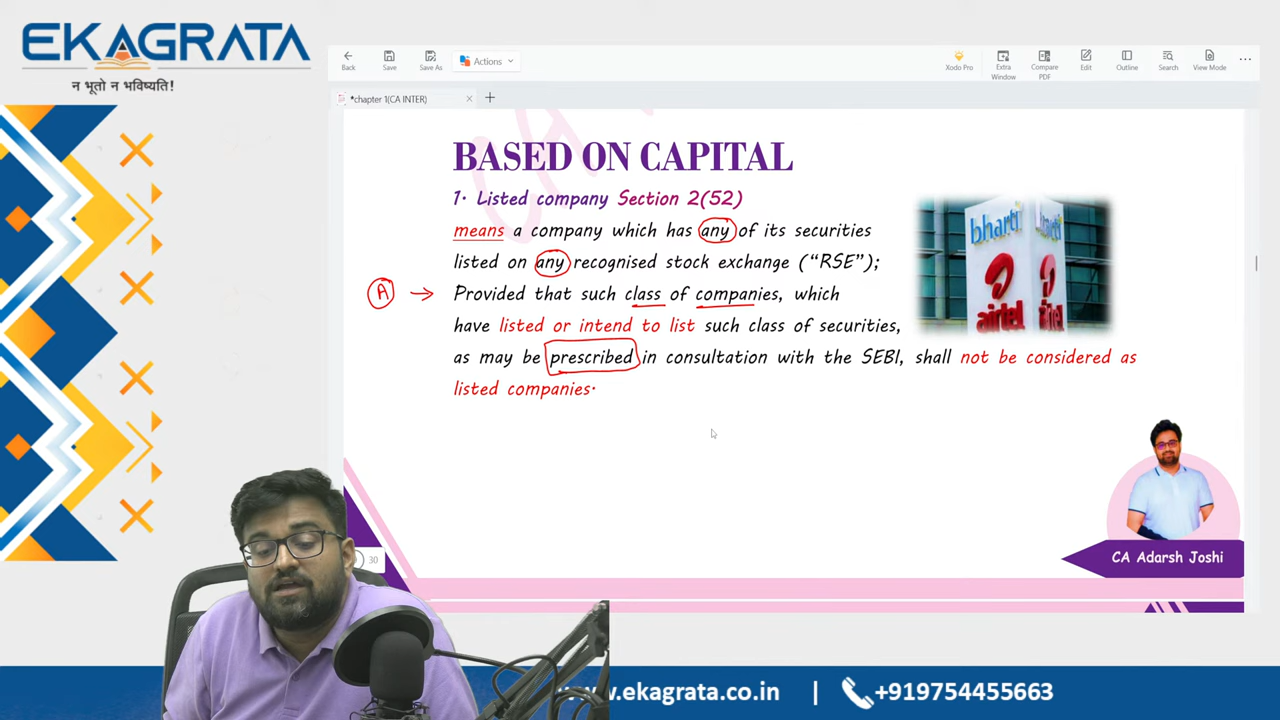 EKAGRATA
न भूतो न भविष्यति!
Back
Save
Save As
Actions
Xodo Pro
Extra Window
Compare PDF
Edit
Outline
Search
View Mode
*chapter 1(CA INTER)
CA
BASED ON CAPITAL
1. Listed company Section 2(52)
means a company which has any of its securities
listed on any recognised stock exchange (“RSE”);
A → Provided that such class of companies, which
have listed or intend to list such class of securities,
as may be prescribed in consultation with the SEBI, shall not be considered as
listed companies.
bharti
airtel
airtel
CA Adarsh Joshi
30
www.ekagrata.co.in | +919754455663